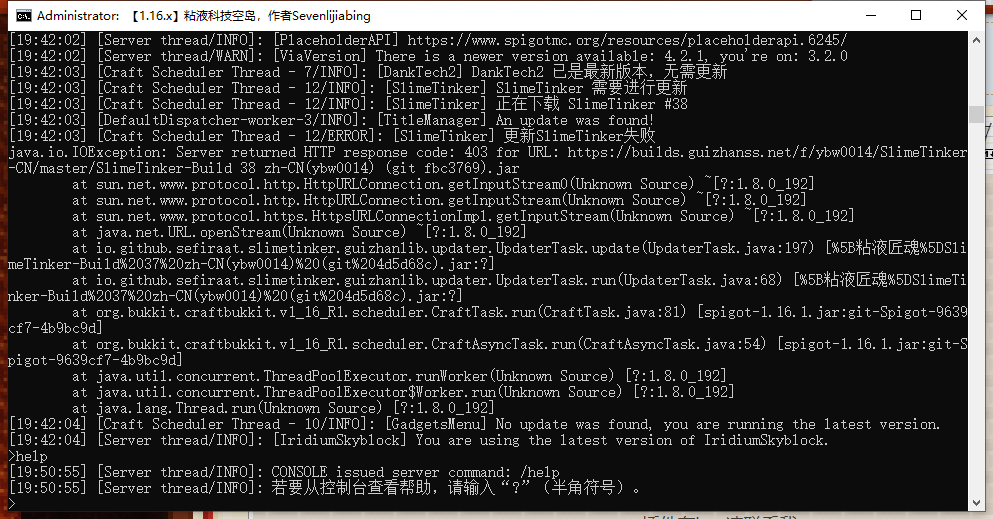 Administrator: 【1.16.x】粘液科技空岛，作者Sevenlijiabing
[19:42:02] [Server thread/INFO]: [PlaceholderAPI] https://www.spigotmc.org/resources/placeholderapi.6245/
[19:42:02] [Server thread/WARN]: [ViaVersion] There is a newer version available: 4.2.1, you're on: 3.2.0
[19:42:03] [Craft Scheduler Thread - 7/INFO]: [DankTech2] DankTech2 已是最新版本，无需更新
[19:42:03] [Craft Scheduler Thread - 12/INFO]: [SlimeTinker] SlimeTinker 需要进行更新
[19:42:03] [Craft Scheduler Thread - 12/INFO]: [SlimeTinker] 正在下载 SlimeTinker #38
[19:42:03] [DefaultDispatcher-worker-3/INFO]: [TitleManager] An update was found!
[19:42:03] [Craft Scheduler Thread - 12/ERROR]: [SlimeTinker] 更新SlimeTinker失败
java.io.IOException: Server returned HTTP response code: 403 for URL: https://builds.guizhanss.net/f/ybw0014/SlimeTinker
-CN/master/SlimeTinker-Build 38 zh-CN(ybw0014) (git fbc3769).jar
at sun.net.www.protocol.http.HttpURLConnection.getInputStream0(Unknown Source) ~[?:1.8.0_192]
at sun.net.www.protocol.http.HttpURLConnection.getInputStream(Unknown Source) ~[?:1.8.0_192]
at sun.net.www.protocol.https.HttpsURLConnectionImpl.getInputStream(Unknown Source) ~[?:1.8.0_192]
at java.net.URL.openStream(Unknown Source) ~[?:1.8.0_192]
at io.github.sefiraat.slimetinker.guizhanlib.updater.UpdaterTask.update(UpdaterTask.java:197) [%5B粘液匠魂%5DSli
meTinker-Build%2037%20zh-CN(ybw0014)%20(git%204d5d68c).jar:?]
at io.github.sefiraat.slimetinker.guizhanlib.updater.UpdaterTask.run(UpdaterTask.java:68) [%5B粘液匠魂%5DSlimeTi
nker-Build%2037%20zh-CN(ybw0014)%20(git%204d5d68c).jar:?]
at org.bukkit.craftbukkit.v1_16_R1.scheduler.CraftTask.run(CraftTask.java:81) [spigot-1.16.1.jar:git-Spigot-9639
cf7-4b9bc9d]
at org.bukkit.craftbukkit.v1_16_R1.scheduler.CraftAsyncTask.run(CraftAsyncTask.java:54) [spigot-1.16.1.jar:git-S
pigot-9639cf7-4b9bc9d]
at java.util.concurrent.ThreadPoolExecutor.runWorker(Unknown Source) [?:1.8.0_192]
at java.util.concurrent.ThreadPoolExecutor$Worker.run(Unknown Source) [?:1.8.0_192]
at java.lang.Thread.run(Unknown Source) [?:1.8.0_192]
[19:42:04] [Craft Scheduler Thread - 10/INFO]: [GadgetsMenu] No update was found, you are running the latest version.
[19:42:04] [Server thread/INFO]: [IridiumSkyblock] You are using the latest version of IridiumSkyblock.
>help
[19:50:55] [Server thread/INFO]: CONSOLE issued server command: /help
[19:50:55] [Server thread/INFO]: 若要从控制台查看帮助，请输入“?”（半角符号）。
>